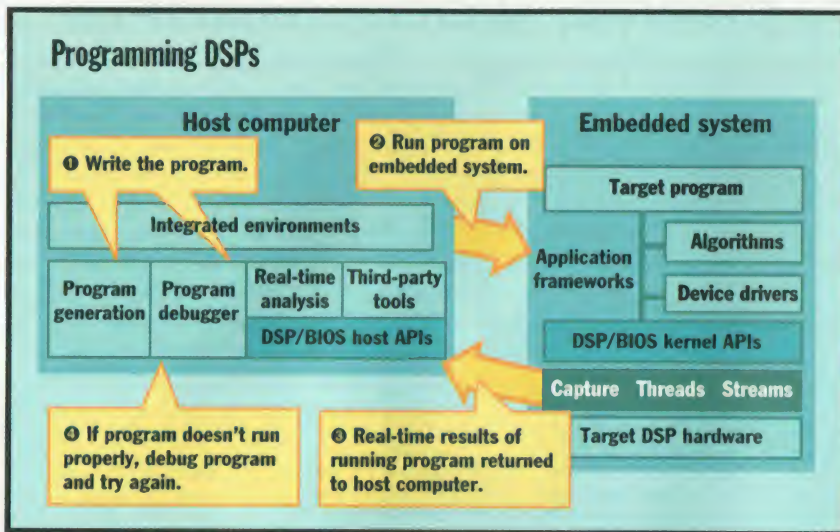 Programming DSPs
Host computer
❶ Write the program.
Integrated environments
Program
generation
Program
debugger
Real-time
analysis
Third-party
tools
DSP/BIOS host APIs
❷ Run program on
embedded system.
Embedded system
Target program
Application
frameworks
Algorithms
Device drivers
DSP/BIOS kernel APIs
Capture Threads Streams
Target DSP hardware
❸ Real-time results of
running program returned
to host computer.
❹ If program doesn't run
properly, debug program
and try again.